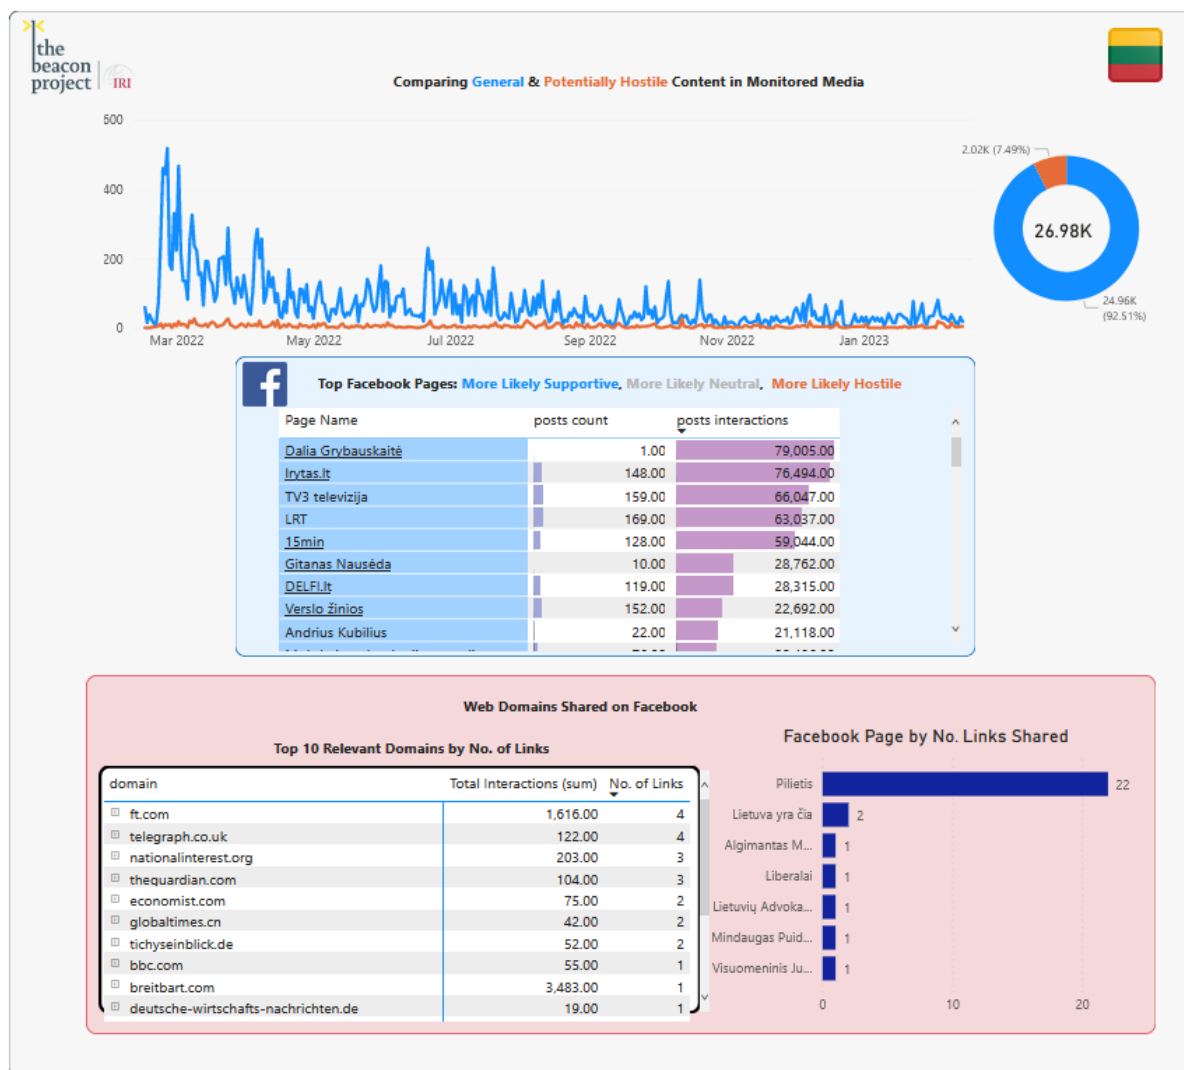 the
beacon
project
IRI
Comparing General & Potentially Hostile Content in Monitored Media
600
400
200
0
Mar 2022 May 2022 Jul 2022 Sep 2022 Nov 2022 Jan 2023
2.02K (7.49%)
26.98K
24.96K
(92.51%)
Top Facebook Pages: More Likely Supportive, More Likely Neutral, More Likely Hostile
Page Name posts count posts interactions
Dalia Grybauskaitė 1.00 79,005.00
lrytas.lt 148.00 76,494.00
TV3 televizija 159.00 66,047.00
LRT 169.00 63,037.00
15min 128.00 59,044.00
Gitanas Nausėda 10.00 28,762.00
DELFI.lt 119.00 28,315.00
Verslo žinios 152.00 22,692.00
Andrius Kubilius 22.00 21,118.00
Web Domains Shared on Facebook
Top 10 Relevant Domains by No. of Links
domain Total Interactions (sum) No. of Links
ft.com 1,616.00 4
telegraph.co.uk 122.00 4
nationalinterest.org 203.00 3
theguardian.com 104.00 3
economist.com 75.00 2
globaltimes.cn 42.00 2
tichyseinblick.de 52.00 2
bbc.com 55.00 1
breitbart.com 3,483.00 1
deutsche-wirtschafts-nachrichten.de 19.00 1
Facebook Page by No. Links Shared
Pilietis 22
Lietuva yra čia 2
Algimantas M... 1
Liberalai 1
Lietuvių Advoka... 1
Mindaugas Puid... 1
Visuomeninis Ju... 1
0 10 20